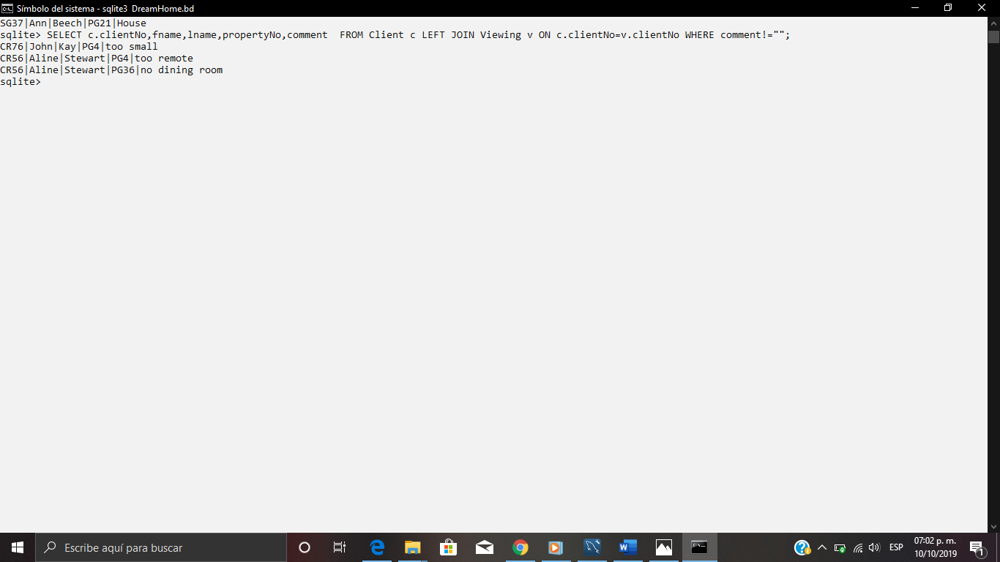 Símbolo del sistema - sqlite3 DreamHome.bd
SG37|Ann|Beech|PG21|House
sqlite> SELECT c.clientNo,fname,lname,propertyNo,comment  FROM Client c LEFT JOIN Viewing v ON c.clientNo=v.clientNo WHERE comment!="";
CR76|John|Kay|PG4|too small
CR56|Aline|Stewart|PG4|too remote
CR56|Aline|Stewart|PG36|no dining room
sqlite>
Escribe aquí para buscar
ESP
07:02 p. m.
10/10/2019
1